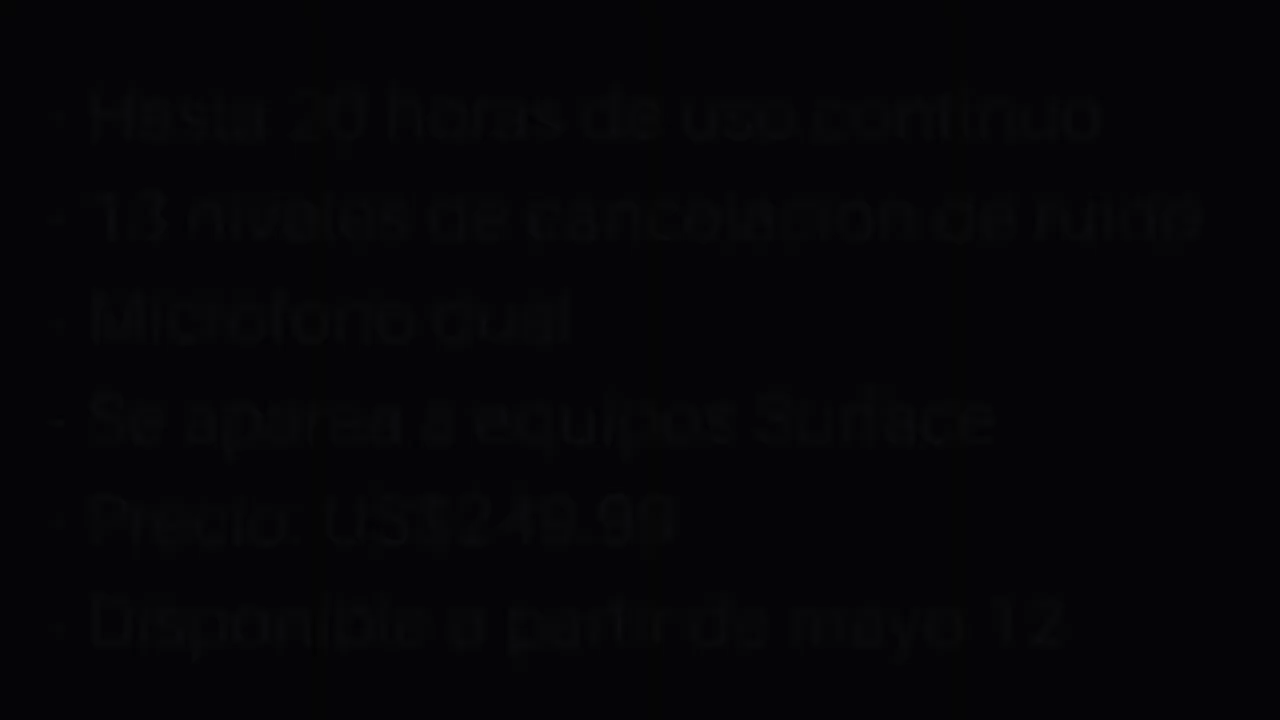 - Hasta 20 horas de uso continuo
- 13 niveles de cancelación de ruido
- Micrófono dual
- Se aparea a equipos Surface
- Precio: US$249.99
- Disponible a partir de mayo 12